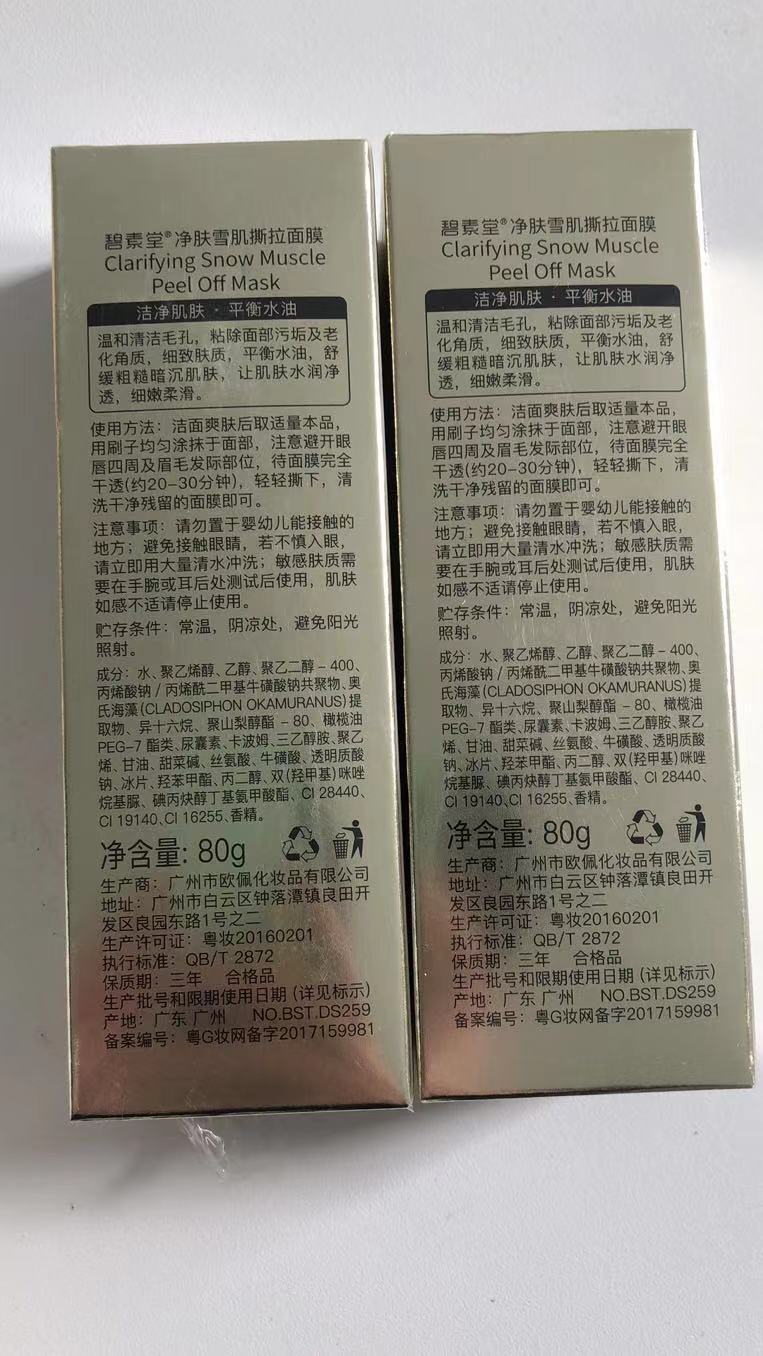 碧素堂®净肤雪肌撕拉面膜
Clarifying Snow Muscle
Peel Off Mask
洁净肌肤·平衡水油
温和清洁毛孔，粘除面部污垢及老
化角质，细致肤质，平衡水油，舒
缓粗糙暗沉肌肤，让肌肤水润净
透，细嫩柔滑。
使用方法：洁面爽肤后取适量本品，
用刷子均匀涂抹于面部，注意避开眼
唇四周及眉毛发际部位，待面膜完全
干透(约20-30分钟)，轻轻撕下，清
洗干净残留的面膜即可。
注意事项：请勿置于婴幼儿能接触的
地方；避免接触眼睛，若不慎入眼，
请立即用大量清水冲洗；敏感肤质需
要在手腕或耳后处测试后使用，肌肤
如感不适请停止使用。
贮存条件：常温，阴凉处，避免阳光
照射。
成分：水、聚乙烯醇、乙醇、聚乙二醇－400、
丙烯酸钠/丙烯酰二甲基牛磺酸钠共聚物、奥
氏海藻(CLADOSIPHON OKAMURANUS)提
取物、异十六烷、聚山梨醇酯－80、橄榄油
PEG-7 酯类、尿囊素、卡波姆、三乙醇胺、聚乙
烯、甘油、甜菜碱、丝氨酸、牛磺酸、透明质酸
钠、冰片、羟苯甲酯、丙二醇、双(羟甲基)咪唑
烷基脲、碘丙炔醇丁基氨甲酸酯、CI 28440、
CI 19140、CI 16255、香精。
净含量: 80g
生产商：广州市欧佩化妆品有限公司
地址：广州市白云区钟落潭镇良田开
发区良园东路1号之二
生产许可证：粤妆20160201
执行标准：QB/T 2872
保质期：三年 合格品
生产批号和限期使用日期(详见标示)
产地：广东 广州 NO.BST.DS259
备案编号：粤G妆网备字2017159981
碧素堂®净肤雪肌撕拉面膜
Clarifying Snow Muscle
Peel Off Mask
洁净肌肤·平衡水油
温和清洁毛孔，粘除面部污垢及老
化角质，细致肤质，平衡水油，舒
缓粗糙暗沉肌肤，让肌肤水润净
透，细嫩柔滑。
使用方法：洁面爽肤后取适量本品，
用刷子均匀涂抹于面部，注意避开眼
唇四周及眉毛发际部位，待面膜完全
干透(约20-30分钟)，轻轻撕下，清
洗干净残留的面膜即可。
注意事项：请勿置于婴幼儿能接触的
地方；避免接触眼睛，若不慎入眼，
请立即用大量清水冲洗；敏感肤质需
要在手腕或耳后处测试后使用，肌肤
如感不适请停止使用。
贮存条件：常温，阴凉处，避免阳光
照射。
成分：水、聚乙烯醇、乙醇、聚乙二醇－400、
丙烯酸钠/丙烯酰二甲基牛磺酸钠共聚物、奥
氏海藻(CLADOSIPHON OKAMURANUS)提
取物、异十六烷、聚山梨醇酯－80、橄榄油
PEG-7 酯类、尿囊素、卡波姆、三乙醇胺、聚乙
烯、甘油、甜菜碱、丝氨酸、牛磺酸、透明质酸
钠、冰片、羟苯甲酯、丙二醇、双(羟甲基)咪唑
烷基脲、碘丙炔醇丁基氨甲酸酯、CI 28440、
CI 19140、CI 16255、香精。
净含量: 80g
生产商：广州市欧佩化妆品有限公司
地址：广州市白云区钟落潭镇良田开
发区良园东路1号之二
生产许可证：粤妆20160201
执行标准：QB/T 2872
保质期：三年 合格品
生产批号和限期使用日期(详见标示)
产地：广东 广州 NO.BST.DS259
备案编号：粤G妆网备字2017159981